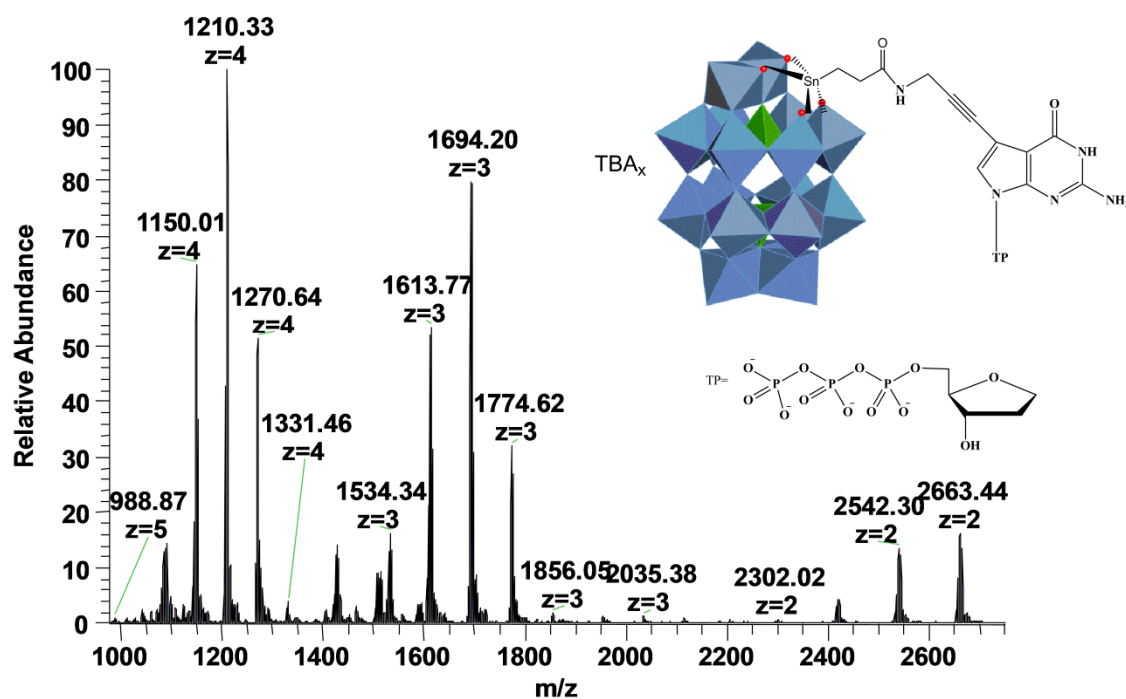 1210.33
z=4
1694.20
z=3
1150.01
z=4
1270.64
z=4
1613.77
z=3
1774.62
z=3
1331.46
z=4
988.87
z=5
1534.34
z=3
1856.05
z=3
2035.38
z=3
2302.02
z=2
2542.30
z=2
2663.44
z=2
100
90
80
70
60
50
40
30
20
10
0
Relative Abundance
1000 1200 1400 1600 1800 2000 2200 2400 2600
m/z
TBAx
Sn
O
N
H
O
NH
N
N
NH2
TP
TP=
O− O O O O
P P P
O O− O O− O O−
OH